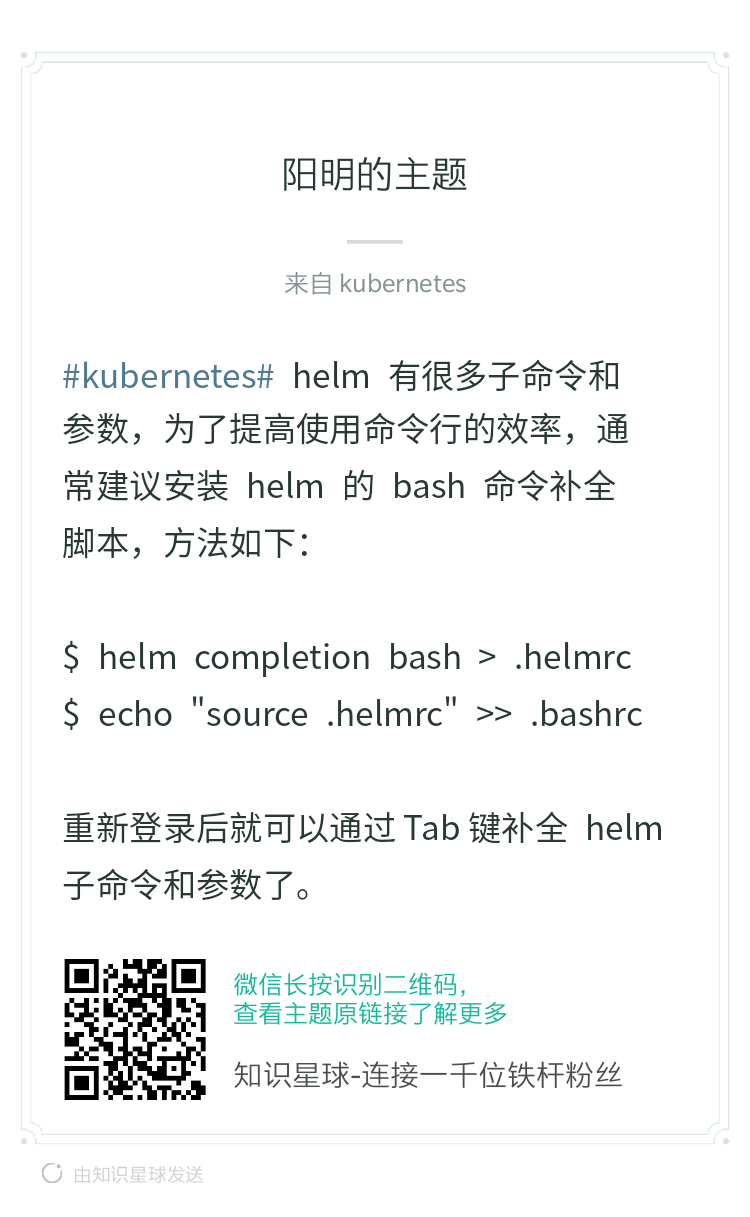 阳明的主题
来自 kubernetes
#kubernetes# helm 有很多子命令和
参数，为了提高使用命令行的效率，通
常建议安装 helm 的 bash 命令补全
脚本，方法如下：
$ helm completion bash > .helmrc
$ echo "source .helmrc" >> .bashrc
重新登录后就可以通过 Tab 键补全 helm
子命令和参数了。
微信长按识别二维码，
查看主题原链接了解更多
知识星球-连接一千位铁杆粉丝
由知识星球发送